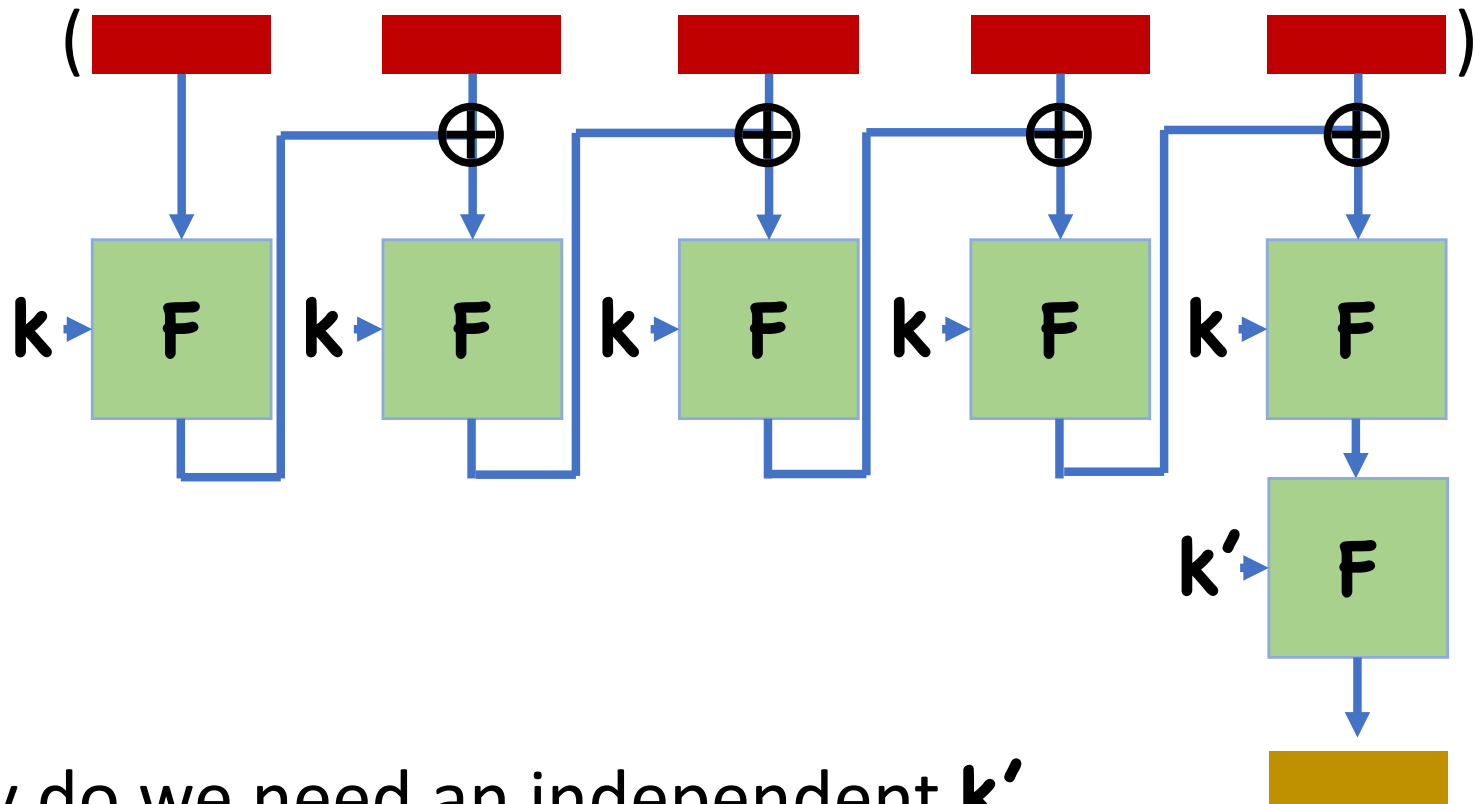 ( )
k F k F k F k F k F
k′ F
do we need an independent k′